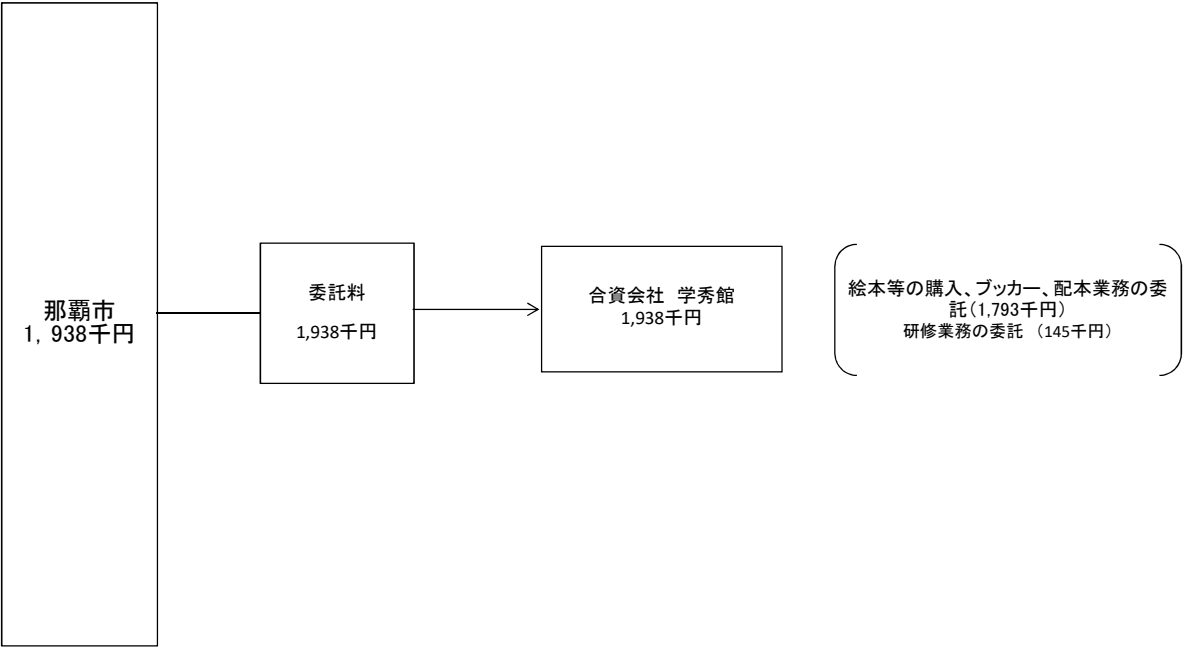 那覇市
1，938千円
委託料
1,938千円
合資会社　学秀館
1,938千円
絵本等の購入、ブッカー、配本業務の委
託(1,793千円)
研修業務の委託　（145千円）